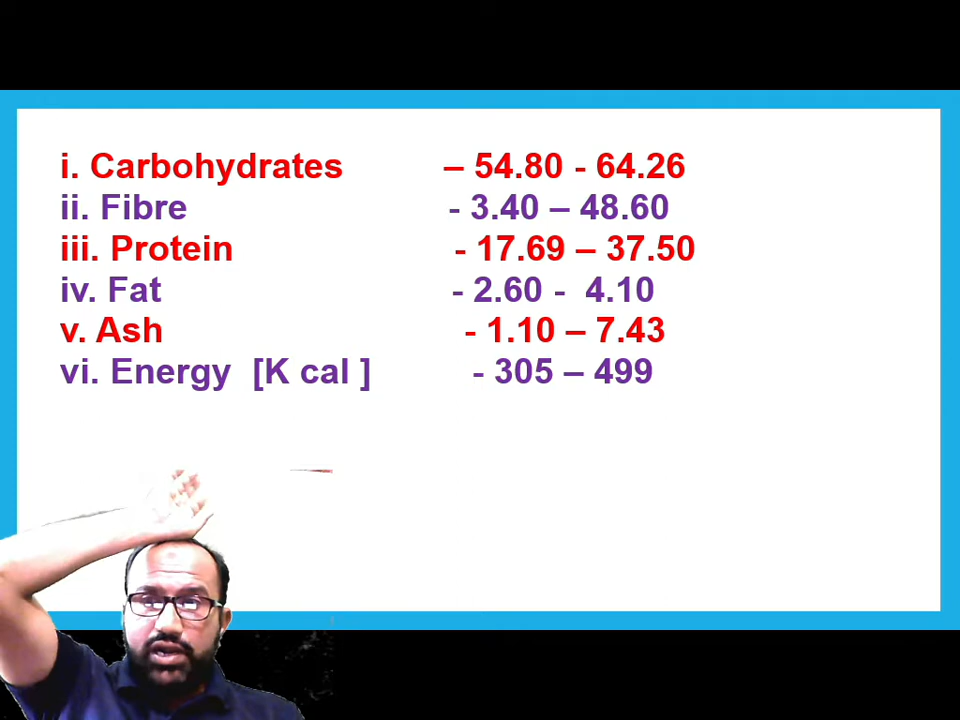 i. Carbohydrates – 54.80 - 64.26
ii. Fibre - 3.40 – 48.60
iii. Protein - 17.69 – 37.50
iv. Fat - 2.60 - 4.10
v. Ash - 1.10 – 7.43
vi. Energy [K cal ] - 305 – 499